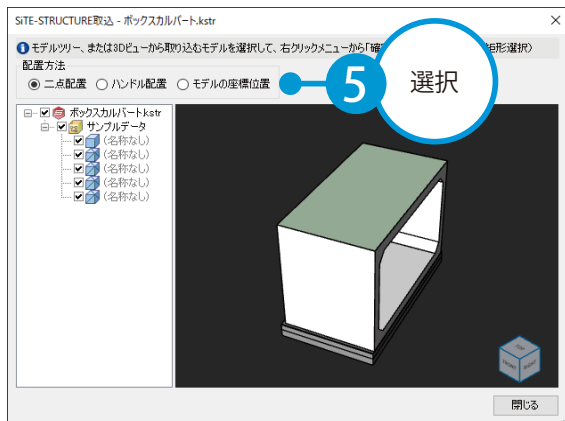 SiTE-STRUCTURE取込 - ボックスカルバート.kstr
モデルツリー、または3Dビューから取り込むモデルを選択して、右クリックメニューから「確
矩形選択)
配置方法
二点配置 ハンドル配置 モデルの座標位置
5 選択
ボックスカルバート.kstr
サンプルデータ
(名称なし)
(名称なし)
(名称なし)
(名称なし)
(名称なし)
TOP
FRONT RIGHT
閉じる